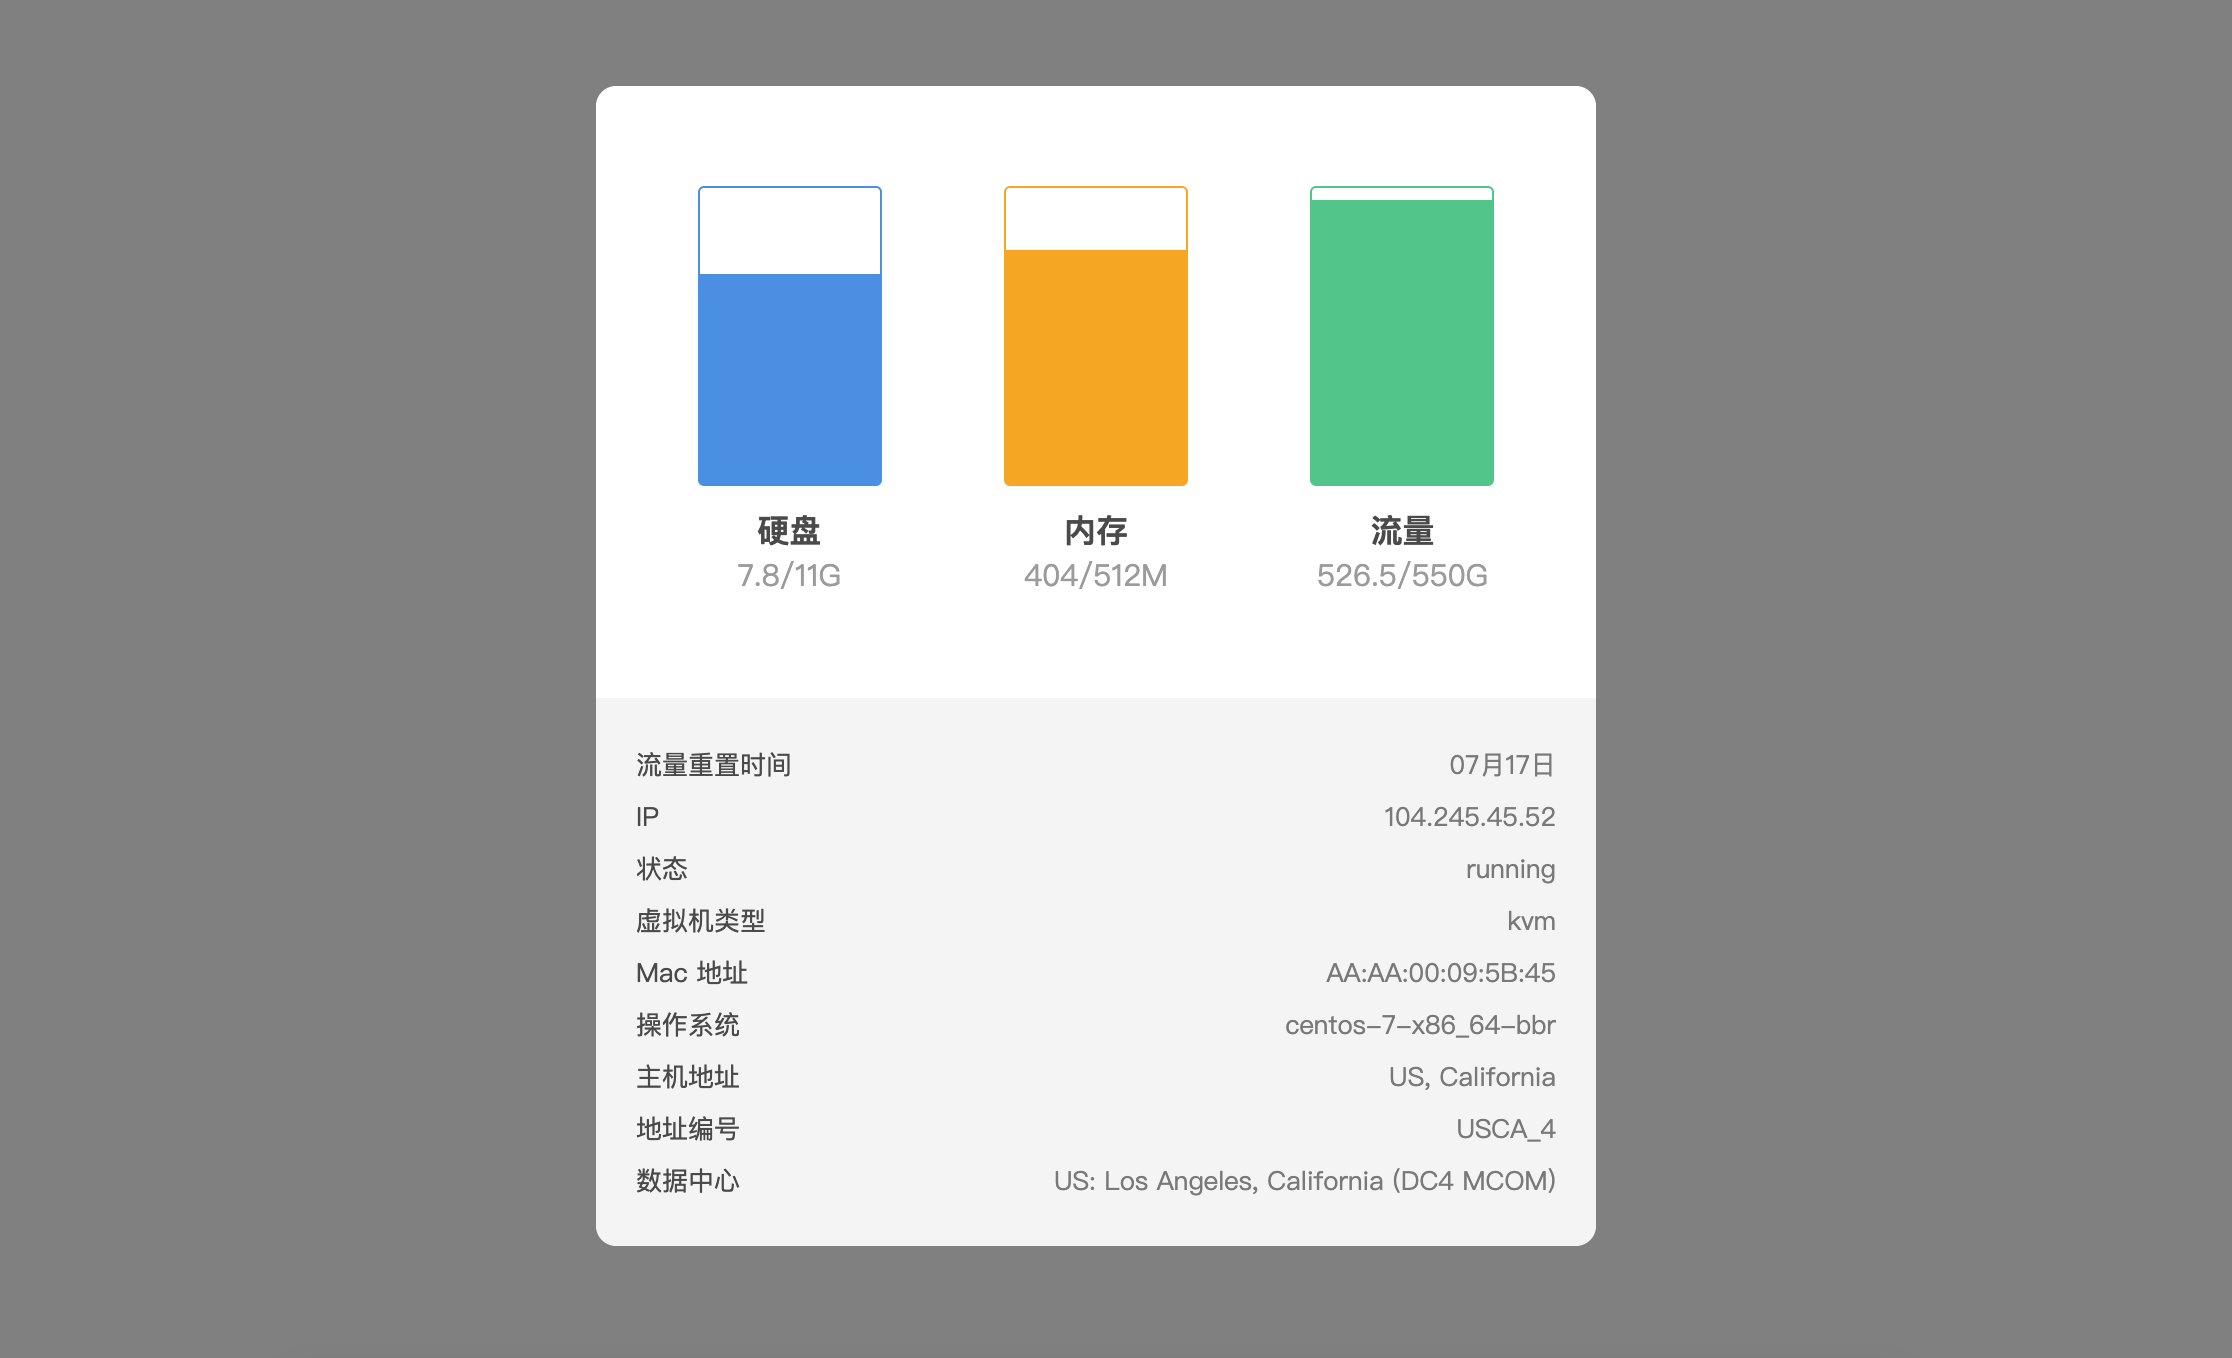 硬盘 内存 流量
7.8/11G 404/512M 526.5/550G
流量重置时间 07月17日
IP 104.245.45.52
状态 running
虚拟机类型 kvm
Mac 地址 AA:AA:00:09:5B:45
操作系统 centos-7-x86_64-bbr
主机地址 US, California
地址编号 USCA_4
数据中心 US: Los Angeles, California (DC4 MCOM)